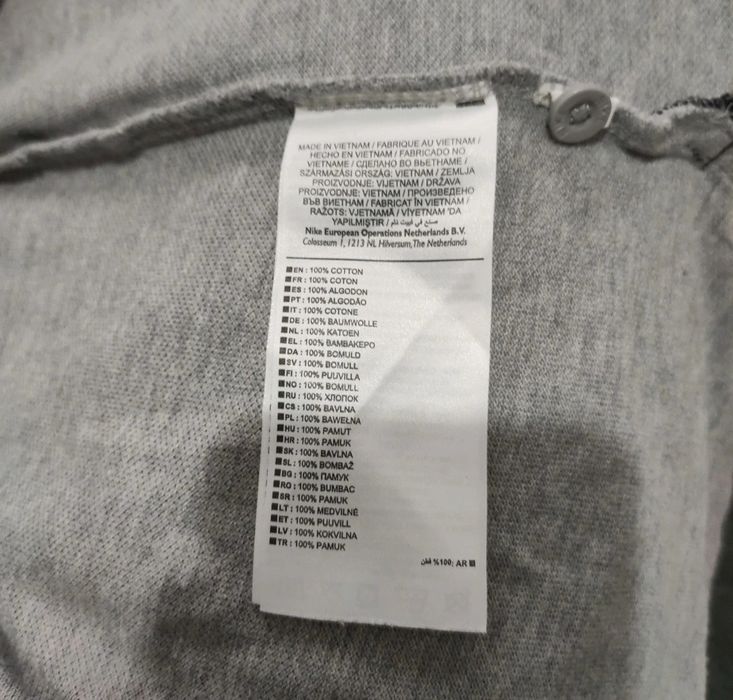 MADE IN VIETNAM / FABRIQUE AU VIETNAM /
HECHO EN VIETNAM / FABRICADO NO
VIETNAME / СДЕЛАНО ВО ВЬЕТНАМЕ /
SZÁRMAZÁSI ORSZÁG: VIETNAM / ZEMLJA
PROIZVODNJE: VIJETNAM / DRŽAVA
PROIZVODNJE: VIETNAM / ПРОИЗВЕДЕНО
ВЪВ ВИЕТНАМ / FABRICAT ÎN VIETNAM /
RAŽOTS: VJETNAMĀ / VİYETNAM 'DA
YAPILMIŞTIR / صنع في فييت نام
Nike European Operations Netherlands B.V.
Colosseum 1, 1213 NL Hilversum, The Netherlands
EN : 100% COTTON
FR : 100% COTON
ES : 100% ALGODON
PT : 100% ALGODÃO
IT : 100% COTONE
DE : 100% BAUMWOLLE
NL : 100% KATOEN
EL : 100% ΒΑΜΒΑΚΕΡΟ
DA : 100% BOMULD
SV : 100% BOMULL
FI : 100% PUUVILLA
NO : 100% BOMULL
RU : 100% ХЛОПОК
CS : 100% BAVLNA
PL : 100% BAWEŁNA
HU : 100% PAMUT
HR : 100% PAMUK
SK : 100% BAVLNA
SL : 100% BOMBAŽ
BG : 100% ПАМУК
RO : 100% BUMBAC
SR : 100% PAMUK
LT : 100% MEDVILNĖ
ET : 100% PUUVILL
LV : 100% KOKVILNA
TR : 100% PAMUK
AR :100% قطن